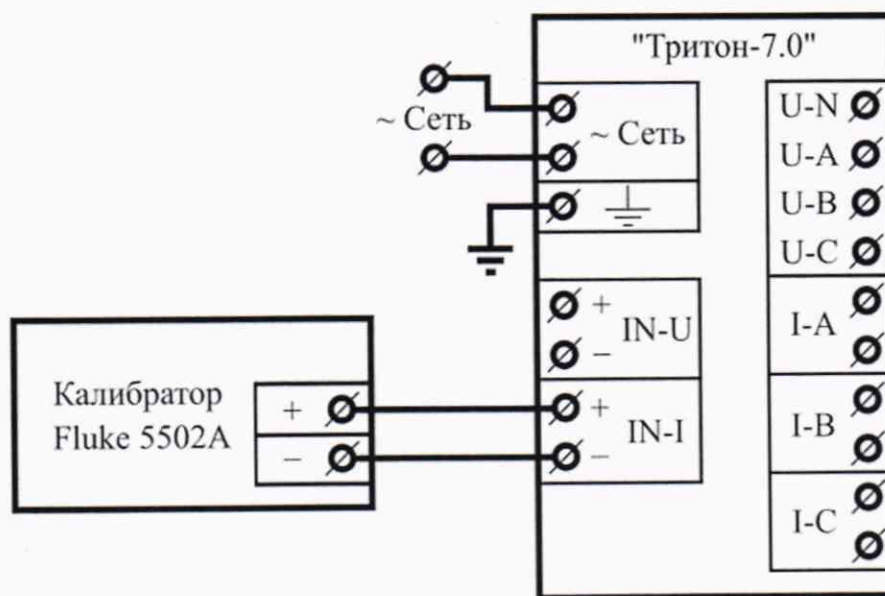 "Тритон-7.0"
~ Сеть
~ Сеть
U-N
U-A
U-B
U-C
+
–
IN-U
+
–
IN-I
I-A
I-B
I-C
Калибратор
Fluke 5502A
+
–